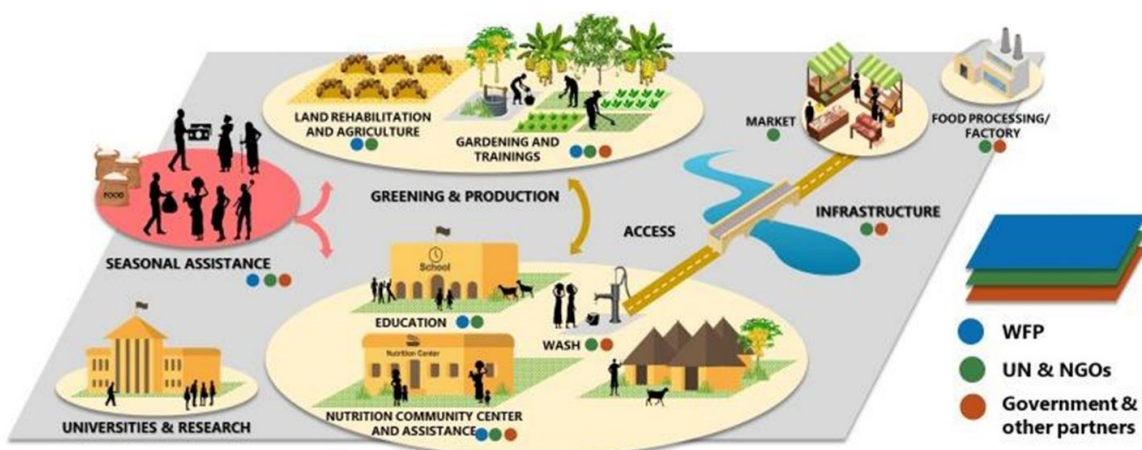 LAND REHABILITATION
AND AGRICULTURE
GARDENING AND
TRAININGS
MARKET
FOOD PROCESSING/
FACTORY
FOOD
GREENING & PRODUCTION
ACCESS
INFRASTRUCTURE
SEASONAL ASSISTANCE
School
EDUCATION
WASH
Nutrition Center
NUTRITION COMMUNITY CENTER
AND ASSISTANCE
UNIVERSITIES & RESEARCH
WFP
UN & NGOs
Government &
other partners